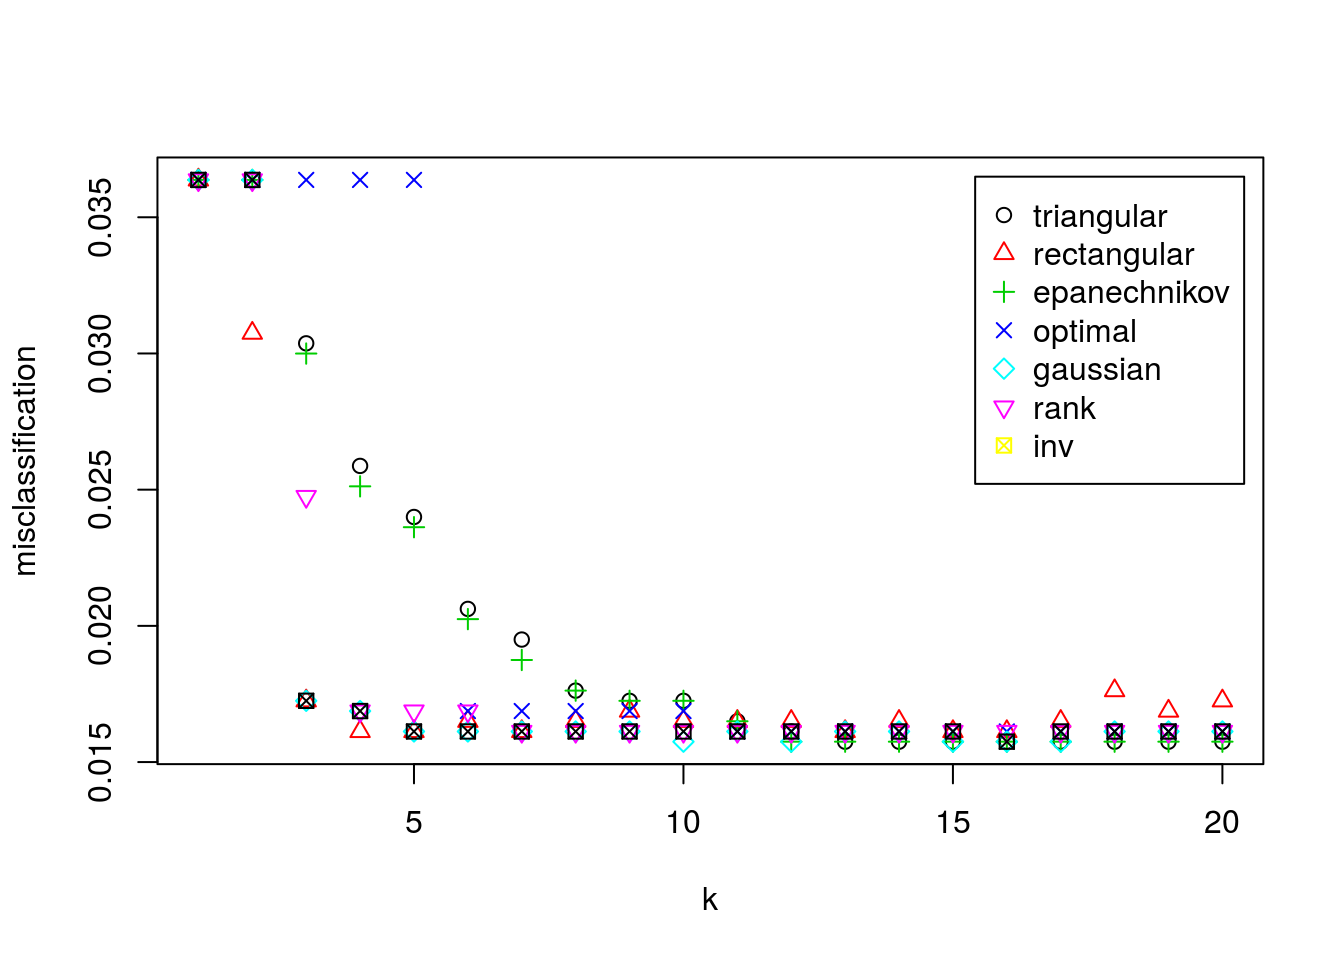 0.035
0.030
0.025
0.020
0.015
misclassification
triangular
rectangular
epanechnikov
optimal
gaussian
rank
inv
5 10 15 20
k